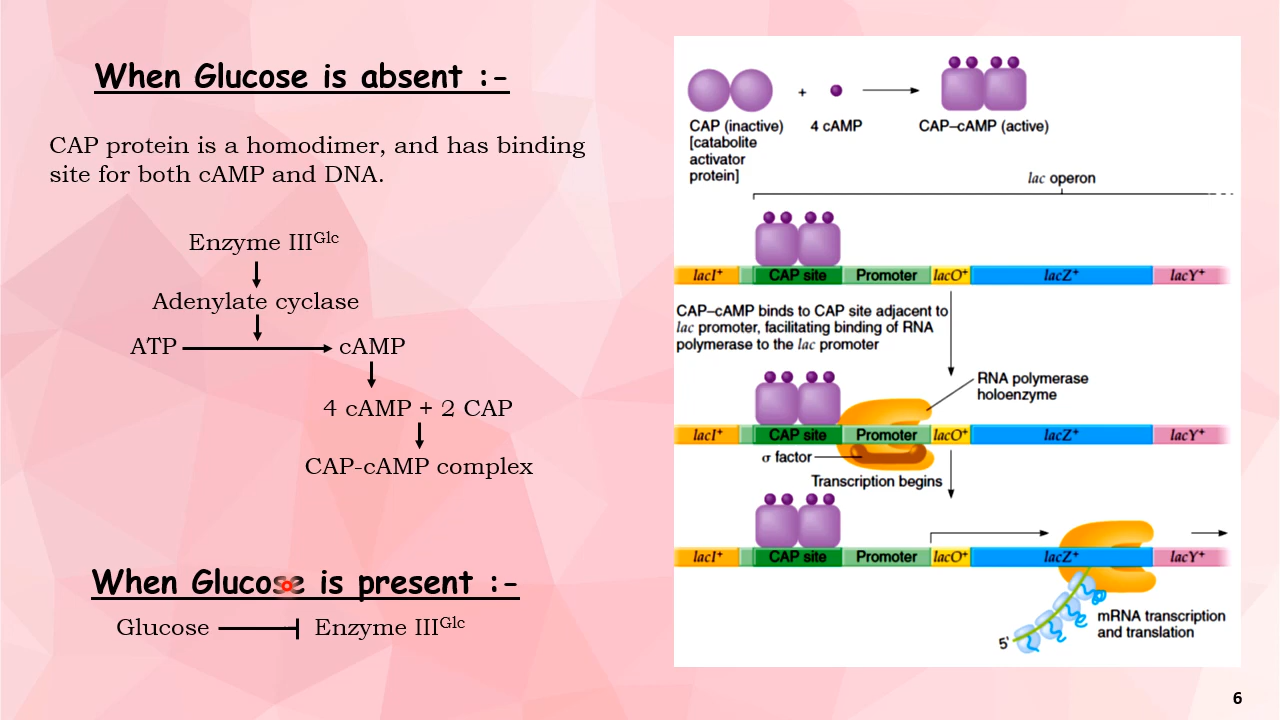 When Glucose is absent :-
CAP protein is a homodimer, and has binding
site for both cAMP and DNA.
Enzyme IIIGlc
Adenylate cyclase
ATP cAMP
4 cAMP + 2 CAP
CAP-cAMP complex
When Glucose is present :-
Glucose Enzyme IIIGlc
+
CAP (inactive) 4 cAMP CAP–cAMP (active)
[catabolite
activator
protein]
lac operon
lacI+ CAP site Promoter lacO+ lacZ+ lacY+
CAP–cAMP binds to CAP site adjacent to
lac promoter, facilitating binding of RNA
polymerase to the lac promoter
RNA polymerase
holoenzyme
lacI+ CAP site Promoter lacO+ lacZ+ lacY+
σ factor
Transcription begins
lacI+ CAP site Promoter lacO+ lacZ+ lacY+
mRNA transcription
and translation
5'
6